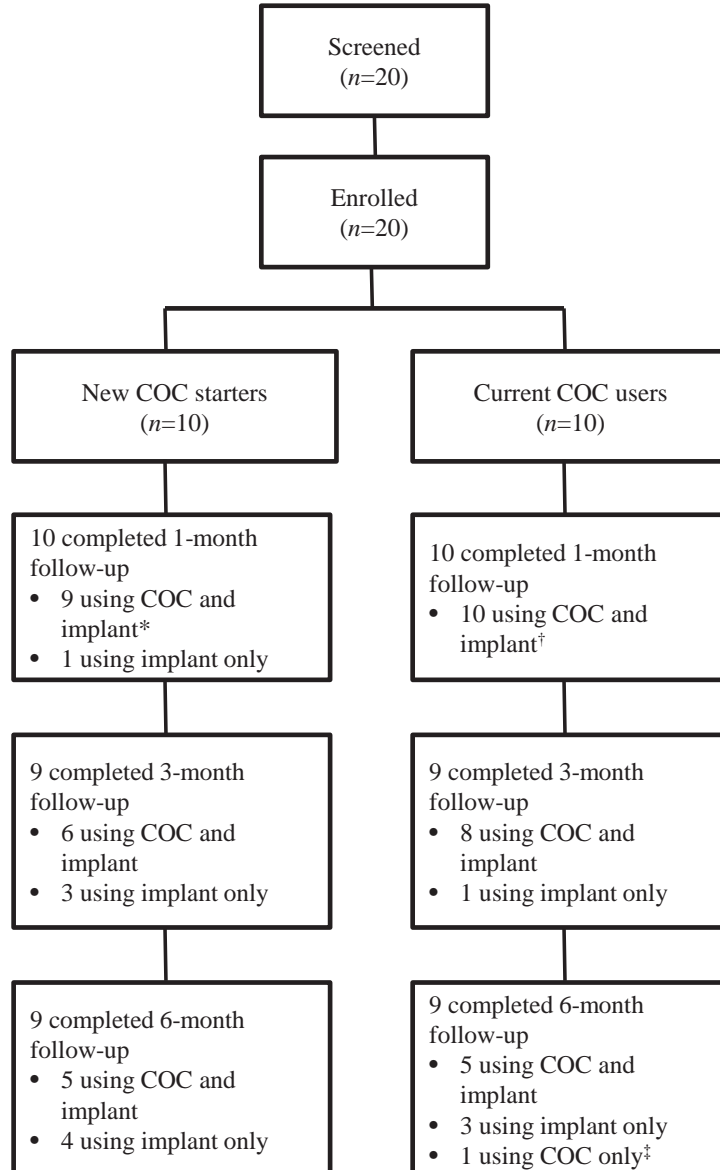 Screened
(n=20)
Enrolled
(n=20)
New COC starters
(n=10)
Current COC users
(n=10)
10 completed 1-month
follow-up
• 9 using COC and
implant*
• 1 using implant only
10 completed 1-month
follow-up
• 10 using COC and
implant†
9 completed 3-month
follow-up
• 6 using COC and
implant
• 3 using implant only
9 completed 3-month
follow-up
• 8 using COC and
implant
• 1 using implant only
9 completed 6-month
follow-up
• 5 using COC and
implant
• 4 using implant only
9 completed 6-month
follow-up
• 5 using COC and
implant
• 3 using implant only
• 1 using COC only‡